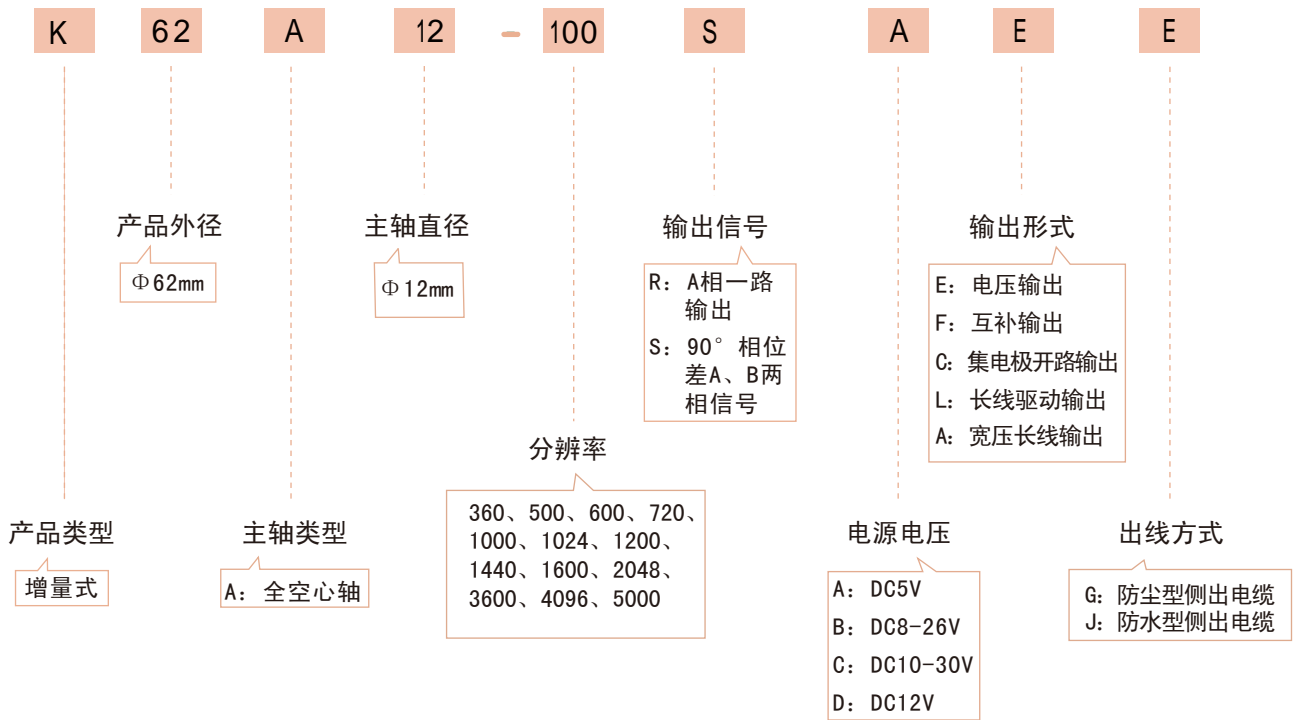 K 62 A 12 - 100 S A E E
产品外径
Φ62mm
主轴直径
Φ12mm
输出信号
R: A相一路
输出
S: 90°相位
差A、B两
相信号
输出形式
E: 电压输出
F: 互补输出
C: 集电极开路输出
L: 长线驱动输出
A: 宽压长线输出
分辨率
360、500、600、720、
1000、1024、1200、
1440、1600、2048、
3600、4096、5000
产品类型
增量式
主轴类型
A: 全空心轴
电源电压
A: DC5V
B: DC8-26V
C: DC10-30V
D: DC12V
出线方式
G: 防尘型侧出电缆
J: 防水型侧出电缆